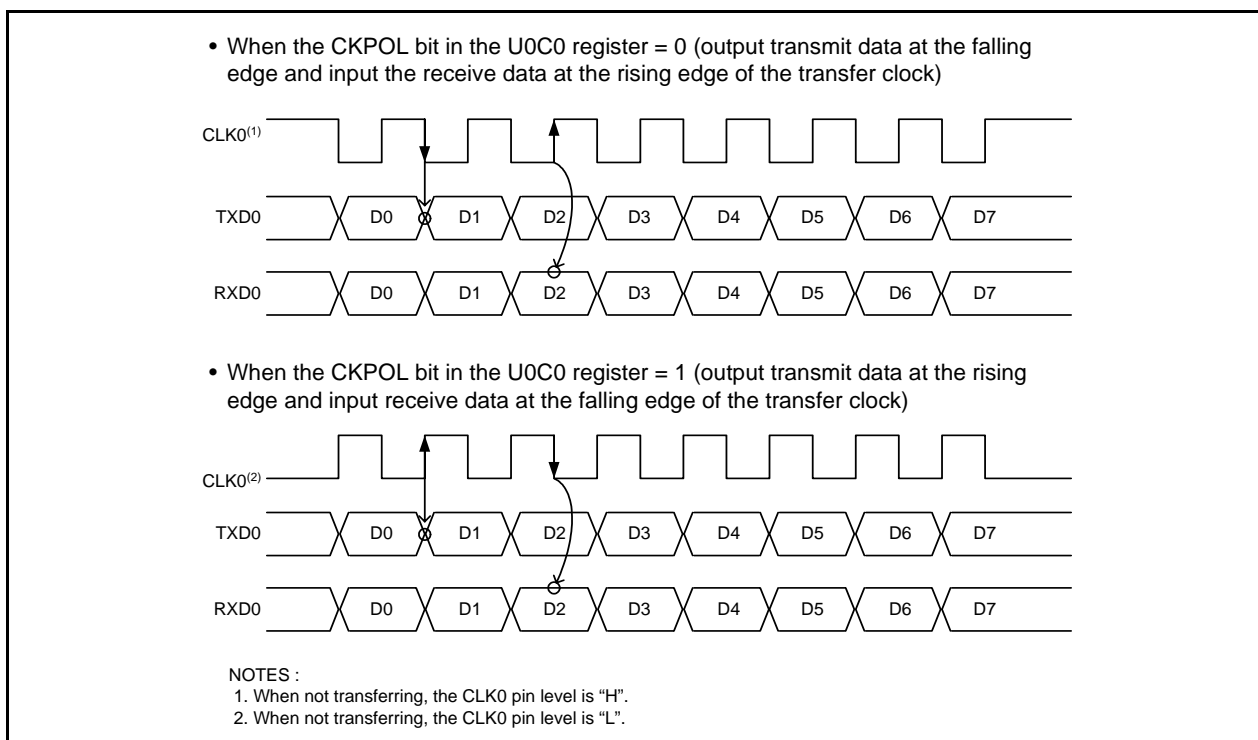 • When the CKPOL bit in the U0C0 register = 0 (output transmit data at the falling
edge and input the receive data at the rising edge of the transfer clock)
CLK0(1)
TXD0 D0 D1 D2 D3 D4 D5 D6 D7
RXD0 D0 D1 D2 D3 D4 D5 D6 D7
• When the CKPOL bit in the U0C0 register = 1 (output transmit data at the rising
edge and input receive data at the falling edge of the transfer clock)
CLK0(2)
TXD0 D0 D1 D2 D3 D4 D5 D6 D7
RXD0 D0 D1 D2 D3 D4 D5 D6 D7
NOTES :
1. When not transferring, the CLK0 pin level is “H”.
2. When not transferring, the CLK0 pin level is “L”.